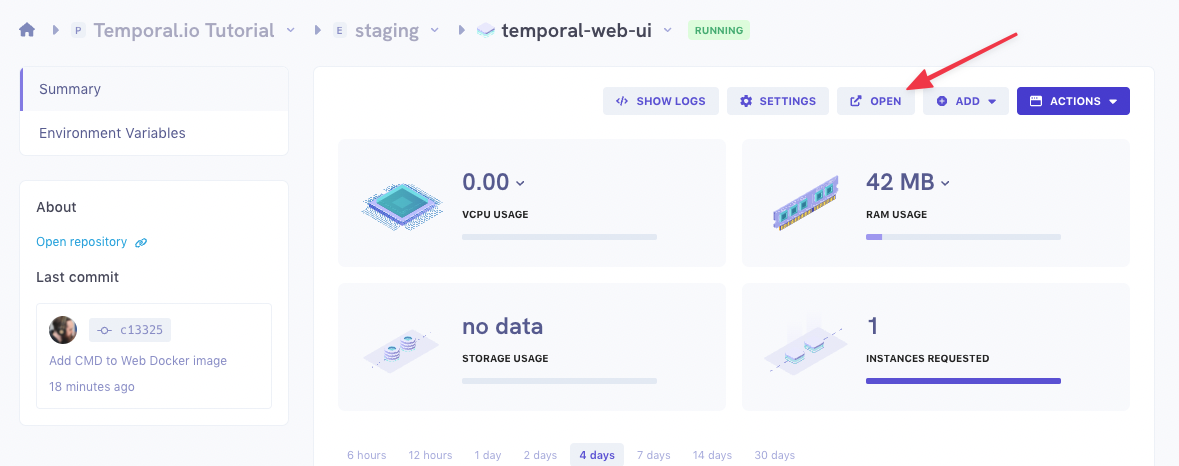 P Temporal.io Tutorial E staging temporal-web-ui RUNNING
Summary
Environment Variables
About
Open repository
Last commit
c13325
Add CMD to Web Docker image
18 minutes ago
SHOW LOGS SETTINGS OPEN ADD ACTIONS
0.00
VCPU USAGE
42 MB
RAM USAGE
no data
STORAGE USAGE
1
INSTANCES REQUESTED
6 hours 12 hours 1 day 2 days 4 days 7 days 14 days 30 days